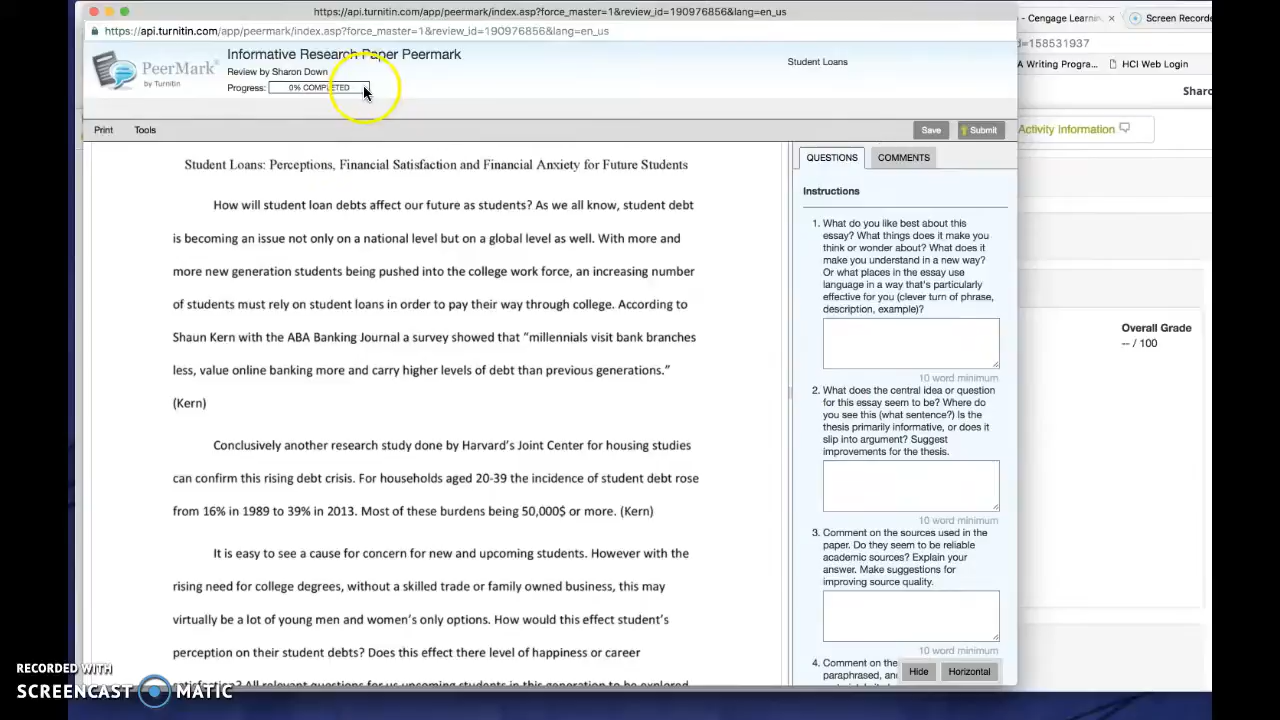 https://api.turnitin.com/app/peermark/index.asp?force_master=1&review_id=190976856&lang=en_us
https://api.turnitin.com/app/peermark/index.asp?force_master=1&review_id=190976856&lang=en_us
PeerMark
by Turnitin
Informative Research Paper Peermark
Review by Sharon Down
Progress: 0% COMPLETED
Student Loans
Print Tools Save Submit
Student Loans: Perceptions, Financial Satisfaction and Financial Anxiety for Future Students
How will student loan debts affect our future as students? As we all know, student debt
is becoming an issue not only on a national level but on a global level as well. With more and
more new generation students being pushed into the college work force, an increasing number
of students must rely on student loans in order to pay their way through college. According to
Shaun Kern with the ABA Banking Journal a survey showed that “millennials visit bank branches
less, value online banking more and carry higher levels of debt than previous generations.”
(Kern)
Conclusively another research study done by Harvard’s Joint Center for housing studies
can confirm this rising debt crisis. For households aged 20-39 the incidence of student debt rose
from 16% in 1989 to 39% in 2013. Most of these burdens being 50,000$ or more. (Kern)
It is easy to see a cause for concern for new and upcoming students. However with the
rising need for college degrees, without a skilled trade or family owned business, this may
virtually be a lot of young men and women’s only options. How would this effect student’s
perception on their student debts? Does this effect there level of happiness or career
satisfaction? All relevant questions for us upcoming students in this generation to be explored
QUESTIONS COMMENTS
Instructions
1. What do you like best about this
essay? What things does it make you
think or wonder about? What does it
make you understand in a new way?
Or what places in the essay use
language in a way that's particularly
effective for you (clever turn of phrase,
description, example)?
10 word minimum
2. What does the central idea or question
for this essay seem to be? Where do
you see this (what sentence?) Is the
thesis primarily informative, or does it
slip into argument? Suggest
improvements for the thesis.
10 word minimum
3. Comment on the sources used in the
paper. Do they seem to be reliable
academic sources? Explain your
answer. Make suggestions for
improving source quality.
10 word minimum
4. Comment on the
paraphrased,
Hide Horizontal
- Cengage Learnin
Screen Recorde
=158531937
A Writing Progra...
HCI Web Login
Sharo
Activity Information
Overall Grade
-- / 100
RECORDED WITH
SCREENCAST MATIC